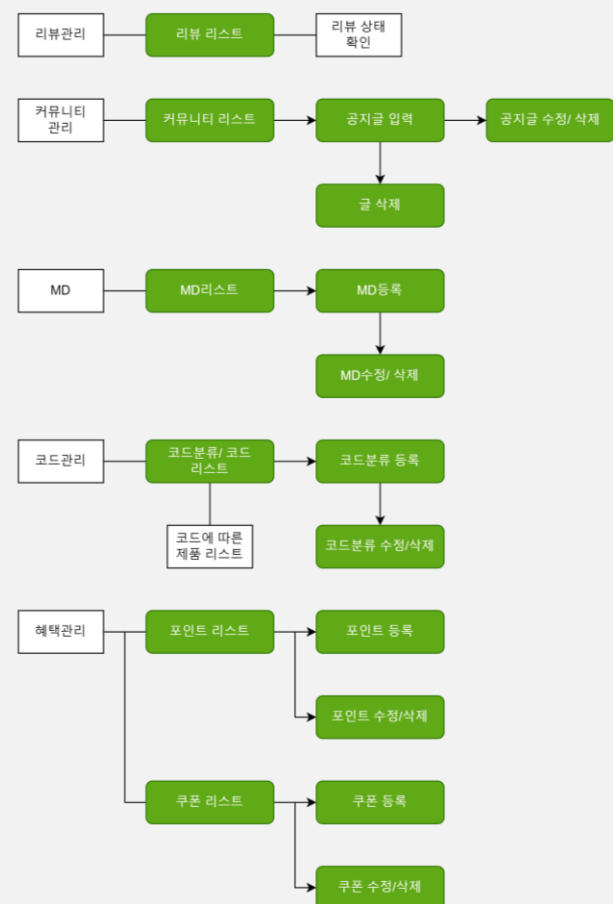 리뷰관리
리뷰 리스트
리뷰 상태
확인
커뮤니티
관리
커뮤니티 리스트
공지글 입력
공지글 수정/ 삭제
글 삭제
MD
MD리스트
MD등록
MD수정/ 삭제
코드관리
코드분류/ 코드
리스트
코드분류 등록
코드에 따른
제품 리스트
코드분류 수정/삭제
혜택관리
포인트 리스트
포인트 등록
포인트 수정/삭제
쿠폰 리스트
쿠폰 등록
쿠폰 수정/삭제